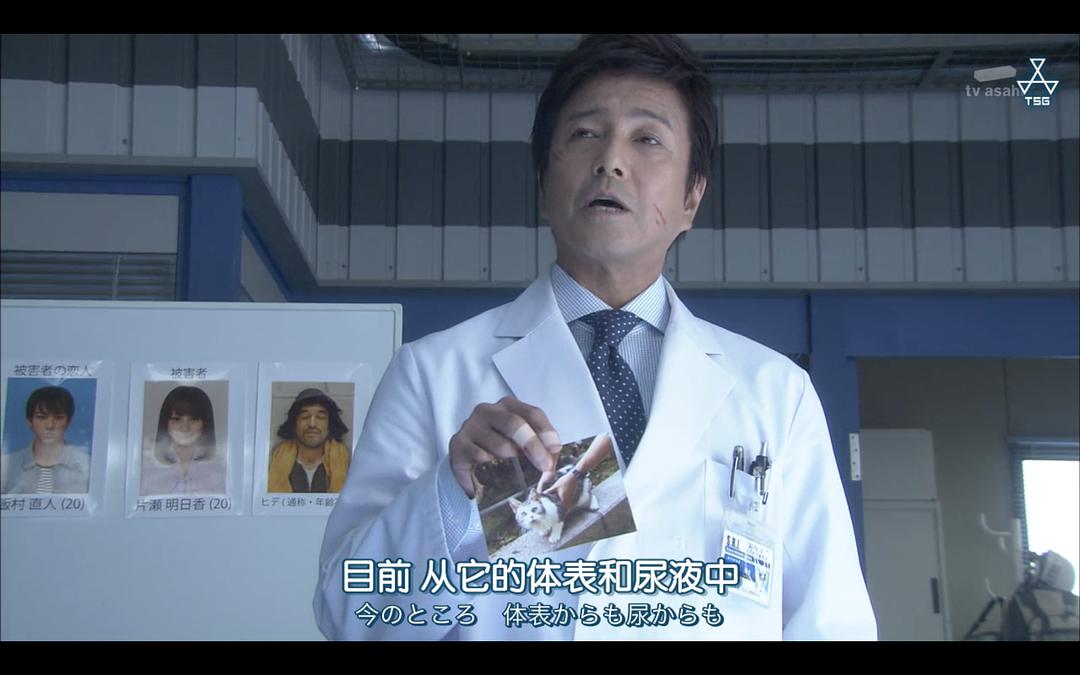 tv asahi
TSG
被害者の恋人
被害者
飯村 直人 (20)
片瀬 明日香 (20)
ヒデ ( 通称・年齢
S.R.I.
目前 从它的体表和尿液中
今のところ　体表からも尿からも